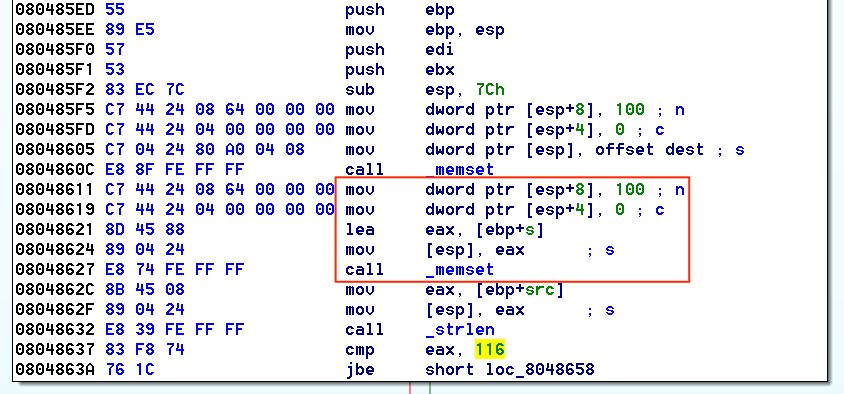 080485ED 55 push ebp
080485EE 89 E5 mov ebp, esp
080485F0 57 push edi
080485F1 53 push ebx
080485F2 83 EC 7C sub esp, 7Ch
080485F5 C7 44 24 08 64 00 00 00 mov dword ptr [esp+8], 100 ; n
080485FD C7 44 24 04 00 00 00 00 mov dword ptr [esp+4], 0 ; c
08048605 C7 04 24 80 A0 04 08 mov dword ptr [esp], offset dest ; s
0804860C E8 8F FE FF FF call _memset
08048611 C7 44 24 08 64 00 00 00 mov dword ptr [esp+8], 100 ; n
08048619 C7 44 24 04 00 00 00 00 mov dword ptr [esp+4], 0 ; c
08048621 8D 45 88 lea eax, [ebp+s]
08048624 89 04 24 mov [esp], eax ; s
08048627 E8 74 FE FF FF call _memset
0804862C 8B 45 08 mov eax, [ebp+src]
0804862F 89 04 24 mov [esp], eax ; s
08048632 E8 39 FE FF FF call _strlen
08048637 83 F8 74 cmp eax, 116
0804863A 76 1C jbe short loc_8048658